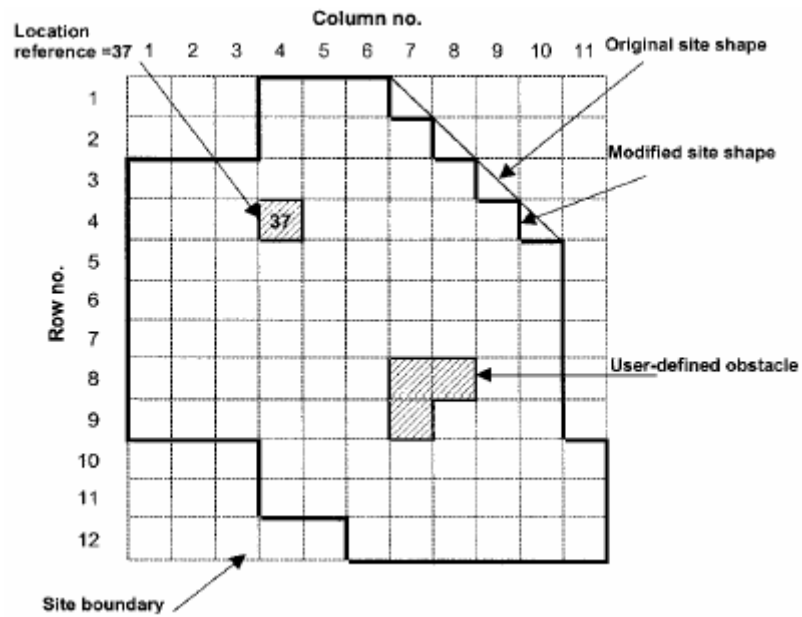 Column no.
Location
reference =37
1 2 3 4 5 6 7 8 9 10 11
Original site shape
1
2
Modified site shape
3
4
37
5
Row no.
6
7
User-defined obstacle
8
9
10
11
12
Site boundary